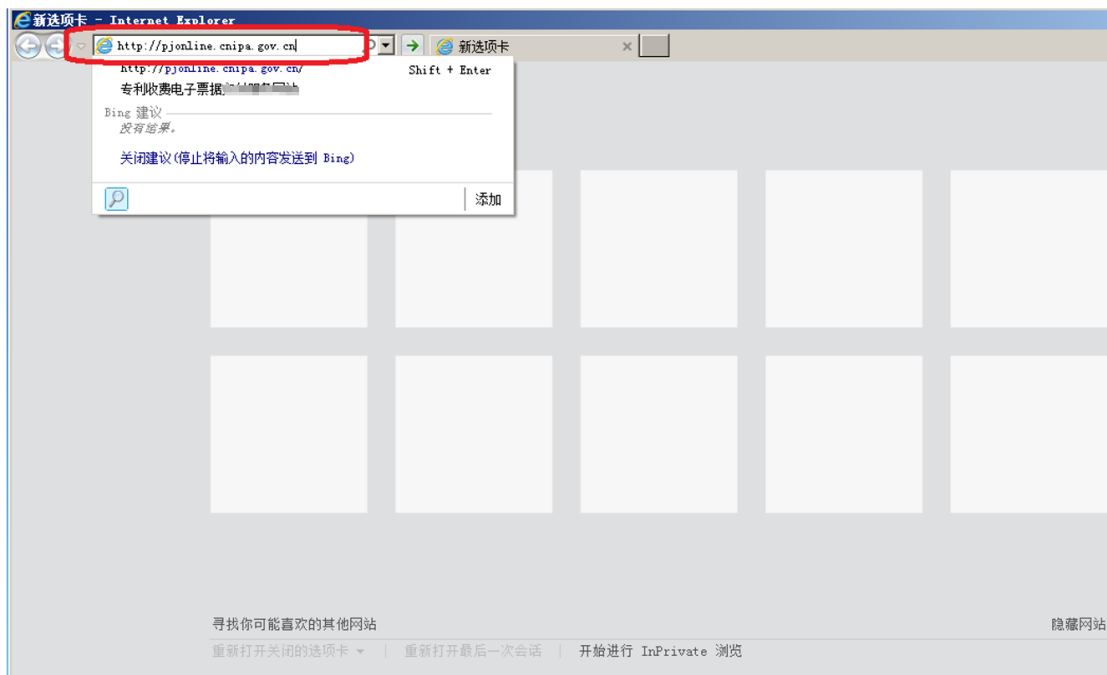 新选项卡 - Internet Explorer
http://pjonline.cnipa.gov.cn
新选项卡
http://pjonline.cnipa.gov.cn/ Shift + Enter
专利收费电子票据
Bing 建议
没有结果。
关闭建议(停止将输入的内容发送到 Bing)
添加
寻找你可能喜欢的其他网站 隐藏网站
重新打开关闭的选项卡 | 重新打开最后一次会话 | 开始进行 InPrivate 浏览